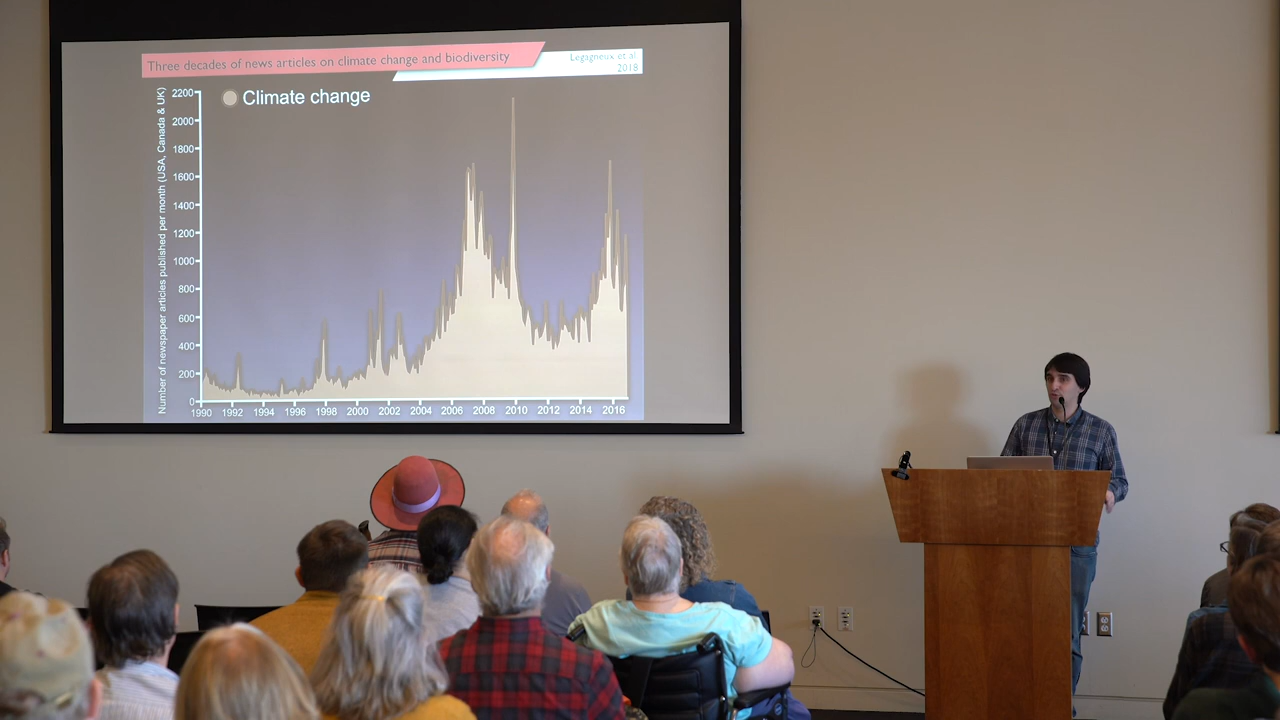 Three decades of news articles on climate change and biodiversity
Legagneux et al.
2018
Climate change
Number of newspaper articles published per month (USA, Canada & UK)
2200
2000
1800
1600
1400
1200
1000
800
600
400
200
0
1990 1992 1994 1996 1998 2000 2002 2004 2006 2008 2010 2012 2014 2016